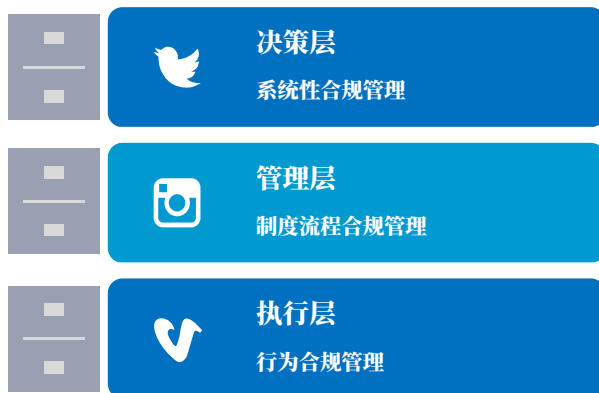 决策层
系统性合规管理
管理层
制度流程合规管理
执行层
行为合规管理